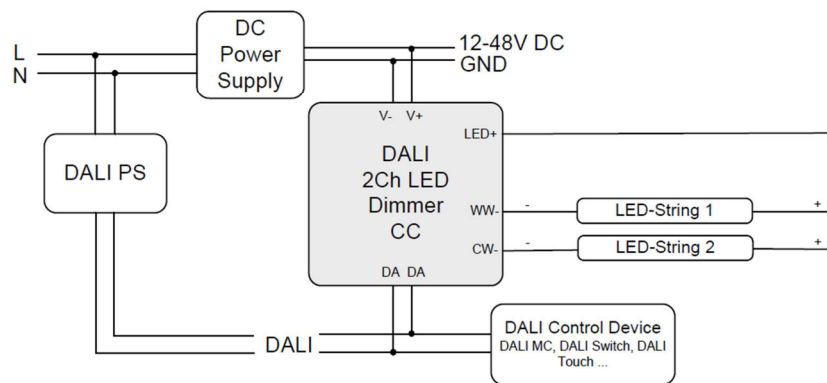 L
N
DC
Power
Supply
12-48V DC
GND
V- V+
LED+
DALI
2Ch LED
Dimmer
CC
DALI PS
WW-
-
LED-String 1
+
CW-
-
LED-String 2
+
DA DA
DALI
DALI Control Device
DALI MC, DALI Switch, DALI
Touch ...